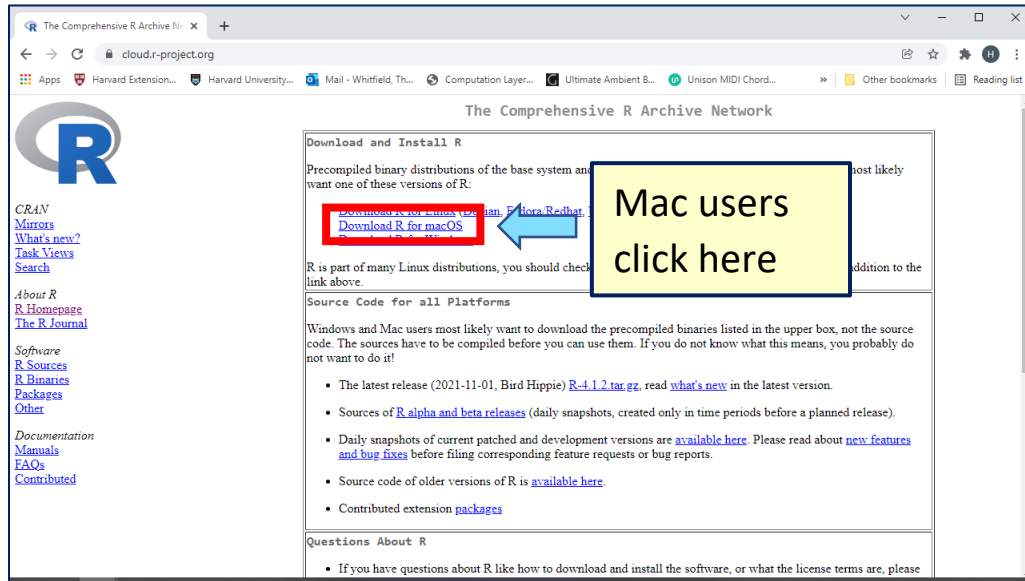 The Comprehensive R Archive Ne
cloud.r-project.org
H
Apps Harvard Extension... Harvard University... Mail - Whitfield, Th... Computation Layer... Ultimate Ambient B... Unison MIDI Chord... » Other bookmarks Reading list
R
CRAN
Mirrors
What's new?
Task Views
Search
About R
R Homepage
The R Journal
Software
R Sources
R Binaries
Packages
Other
Documentation
Manuals
FAQs
Contributed
The Comprehensive R Archive Network
Download and Install R
Precompiled binary distributions of the base system and most likely
want one of these versions of R:
Download R for Linux (Debian, Fedora/Redhat,
Download R for macOS
Download R for Windows
Mac users
click here
R is part of many Linux distributions, you should check addition to the
link above.
Source Code for all Platforms
Windows and Mac users most likely want to download the precompiled binaries listed in the upper box, not the source
code. The sources have to be compiled before you can use them. If you do not know what this means, you probably do
not want to do it!
• The latest release (2021-11-01, Bird Hippie) R-4.1.2.tar.gz, read what's new in the latest version.
• Sources of R alpha and beta releases (daily snapshots, created only in time periods before a planned release).
• Daily snapshots of current patched and development versions are available here. Please read about new features
and bug fixes before filing corresponding feature requests or bug reports.
• Source code of older versions of R is available here.
• Contributed extension packages
Questions About R
• If you have questions about R like how to download and install the software, or what the license terms are, please